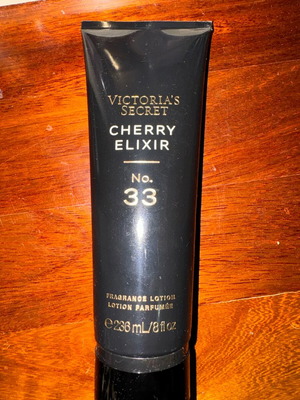 VICTORIA'S
SECRET
CHERRY
ELIXIR
No.
33
FRAGRANCE LOTION
LOTION PARFUMÉE
℮236 mL/8 fl oz